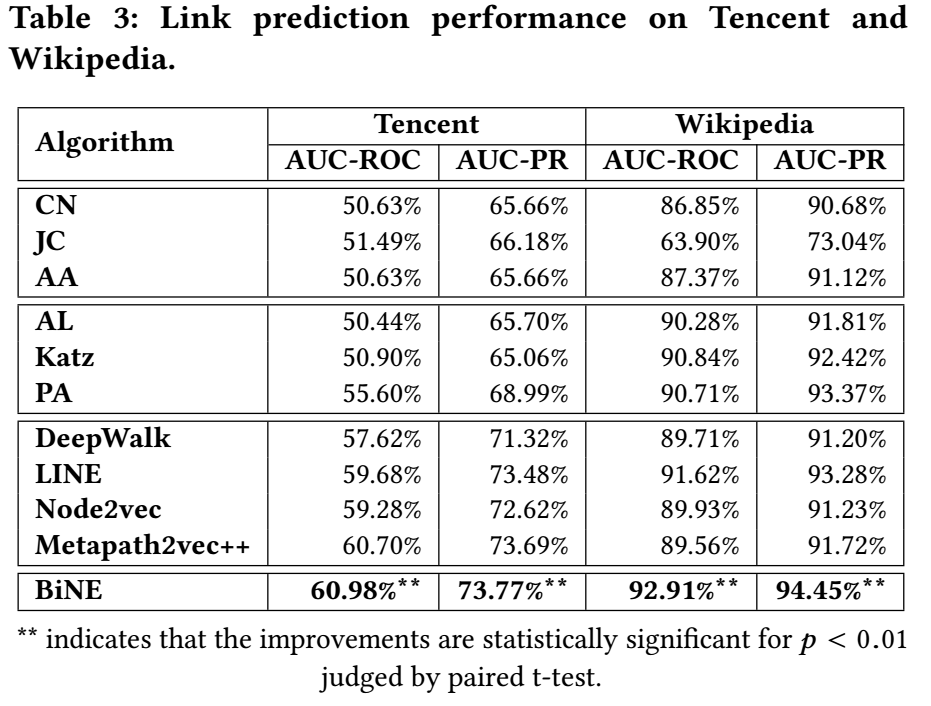 Table 3: Link prediction performance on Tencent and
Wikipedia.
Algorithm Tencent Wikipedia
AUC-ROC AUC-PR AUC-ROC AUC-PR
CN 50.63% 65.66% 86.85% 90.68%
JC 51.49% 66.18% 63.90% 73.04%
AA 50.63% 65.66% 87.37% 91.12%
AL 50.44% 65.70% 90.28% 91.81%
Katz 50.90% 65.06% 90.84% 92.42%
PA 55.60% 68.99% 90.71% 93.37%
DeepWalk 57.62% 71.32% 89.71% 91.20%
LINE 59.68% 73.48% 91.62% 93.28%
Node2vec 59.28% 72.62% 89.93% 91.23%
Metapath2vec++ 60.70% 73.69% 89.56% 91.72%
BiNE 60.98%** 73.77%** 92.91%** 94.45%**
** indicates that the improvements are statistically significant for p < 0.01
judged by paired t-test.